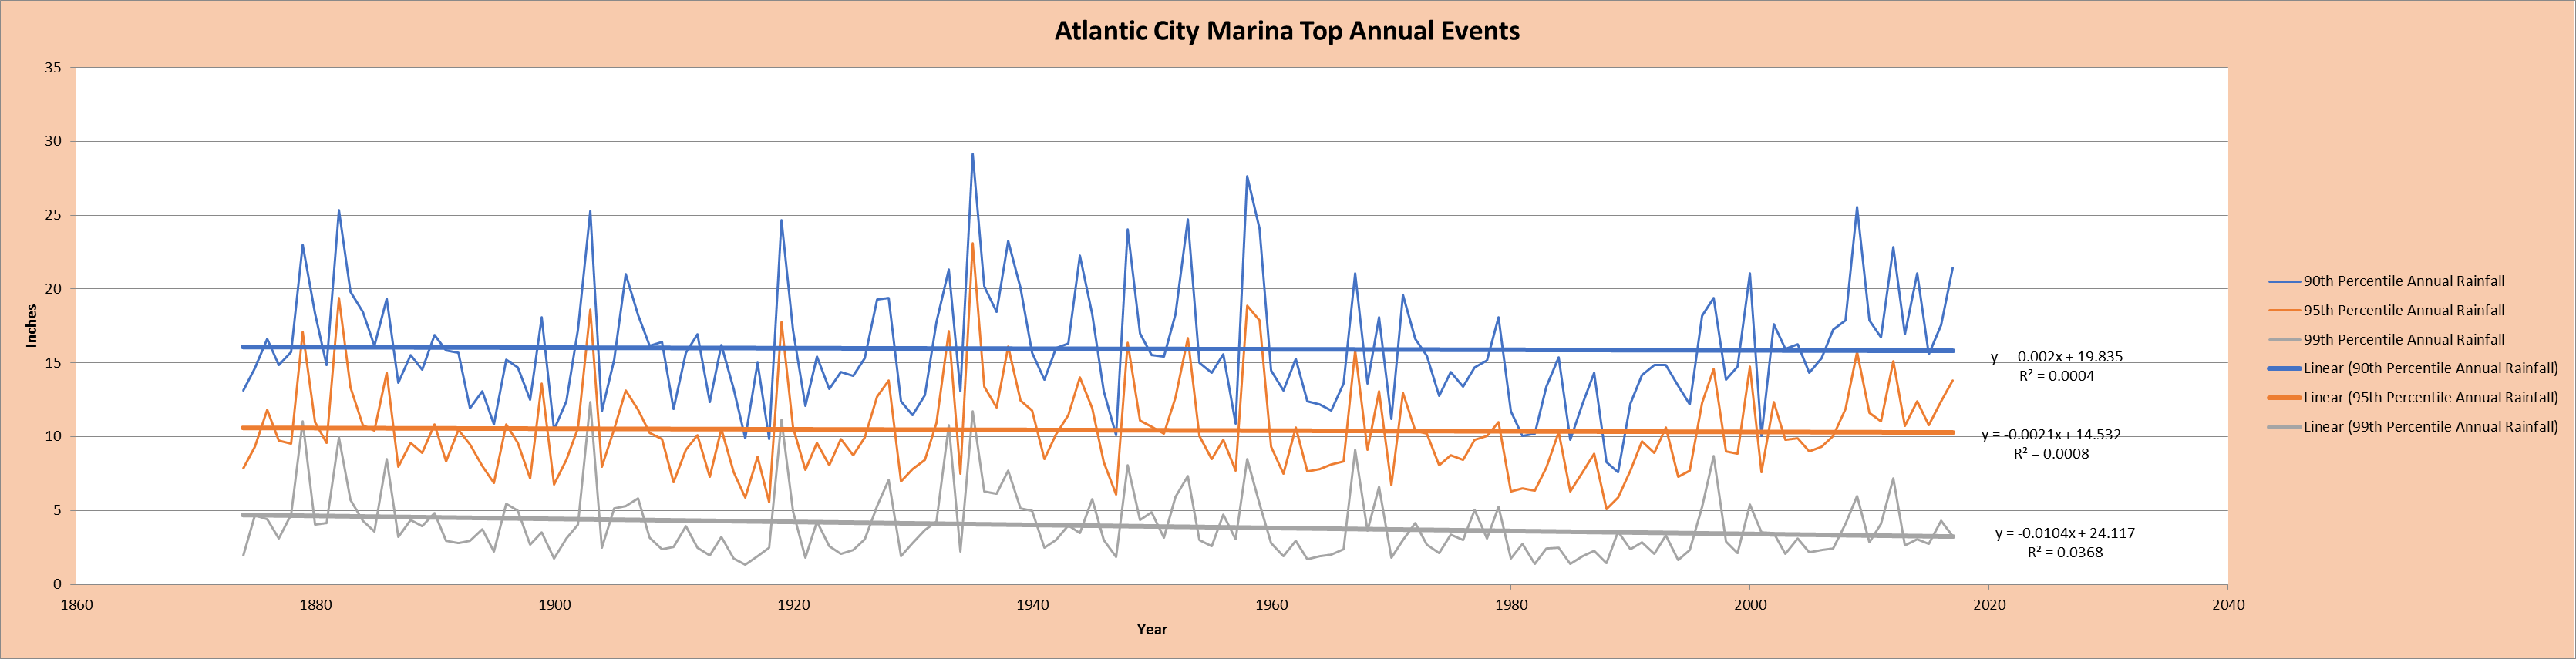 Atlantic City Marina Top Annual Events
35
30
25
20
15
10
5
0
Inches
1860 1880 1900 1920 1940 1960 1980 2000 2020 2040
Year
y = -0.002x + 19.835
R² = 0.0004
y = -0.0021x + 14.532
R² = 0.0008
y = -0.0104x + 24.117
R² = 0.0368
90th Percentile Annual Rainfall
95th Percentile Annual Rainfall
99th Percentile Annual Rainfall
Linear (90th Percentile Annual Rainfall)
Linear (95th Percentile Annual Rainfall)
Linear (99th Percentile Annual Rainfall)